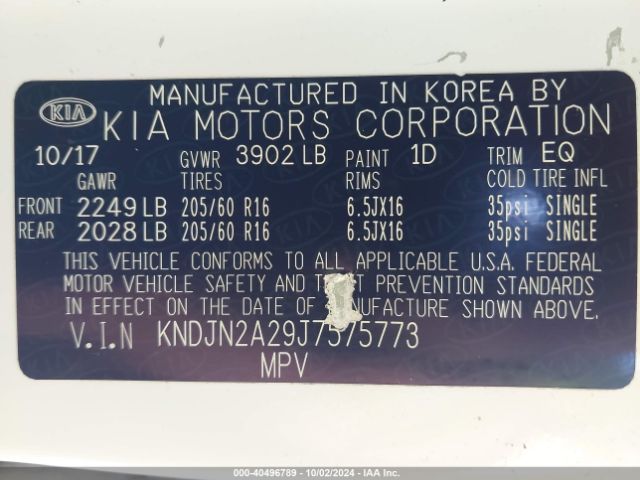 KIA
MANUFACTURED IN KOREA BY
KIA MOTORS CORPORATION
10/17 GVWR 3902 LB PAINT 1D TRIM EQ
GAWR TIRES RIMS COLD TIRE INFL
FRONT 2249 LB 205/60 R16 6.5JX16 35psi SINGLE
REAR 2028 LB 205/60 R16 6.5JX16 35psi SINGLE
THIS VEHICLE CONFORMS TO ALL APPLICABLE U.S.A. FEDERAL
MOTOR VEHICLE SAFETY AND PREVENTION STANDARDS
IN EFFECT ON THE DATE OF SHOWN ABOVE.
V.I.N KNDJN2A29J7575773
MPV
000-40496789 - 10/02/2024 - IAAI.CA